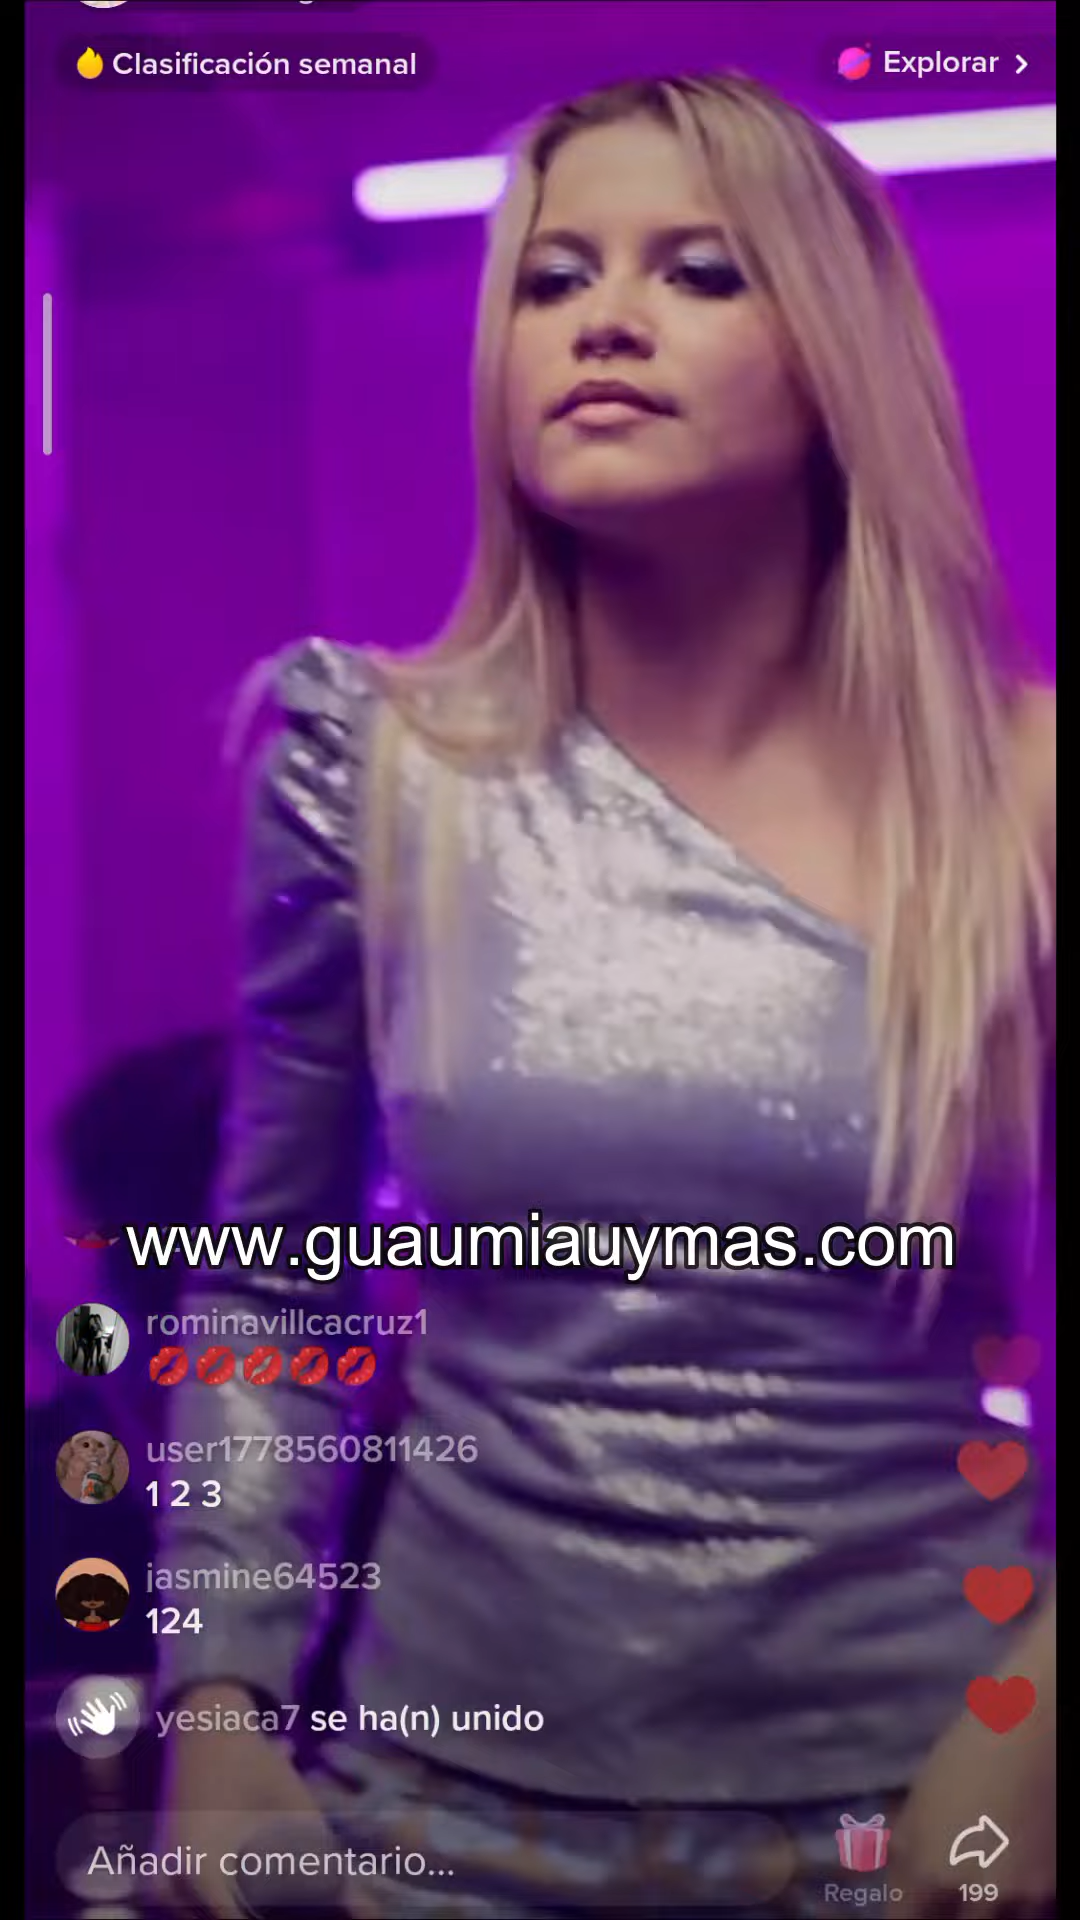 Clasificación semanal
Explorar
www.guaumiauymas.com
rominavillcacruz1
user1778560811426
1 2 3
jasmine64523
124
yesiaca7 se ha(n) unido
Añadir comentario...
Regalo
199